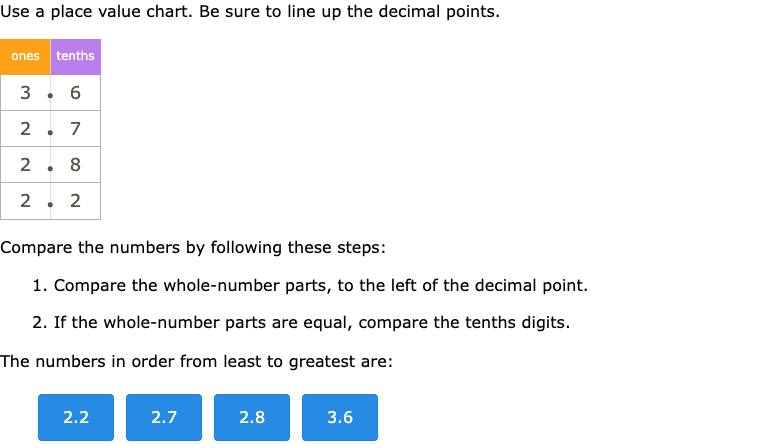 Use a place value chart. Be sure to line up the decimal points.
ones tenths
3 . 6
2 . 7
2 . 8
2 . 2
Compare the numbers by following these steps:
1. Compare the whole-number parts, to the left of the decimal point.
2. If the whole-number parts are equal, compare the tenths digits.
The numbers in order from least to greatest are:
2.2 2.7 2.8 3.6